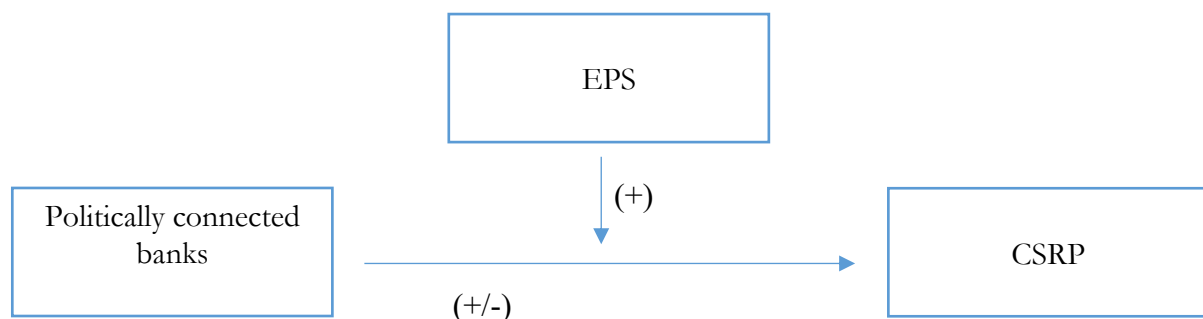 EPS
(+)
Politically connected
banks
CSRP
(+/-)